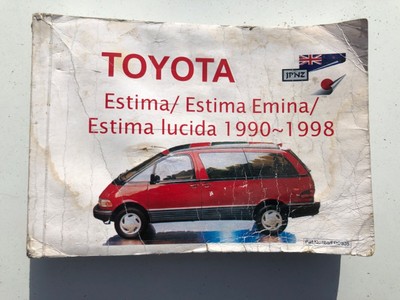 TOYOTA
JPNZ
Estima/ Estima Emina/
Estima lucida 1990~1998